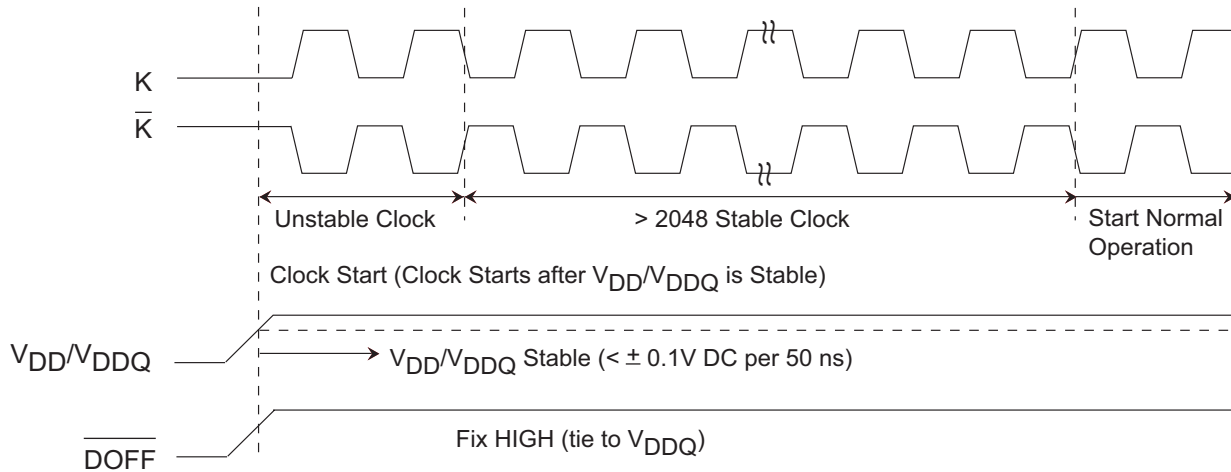 K
K̅
Unstable Clock
> 2048 Stable Clock
Start Normal
Operation
Clock Start (Clock Starts after VDD/VDDQ is Stable)
VDD/VDDQ
VDD/VDDQ Stable (< ± 0.1V DC per 50 ns)
D̅O̅F̅F̅
Fix HIGH (tie to VDDQ)